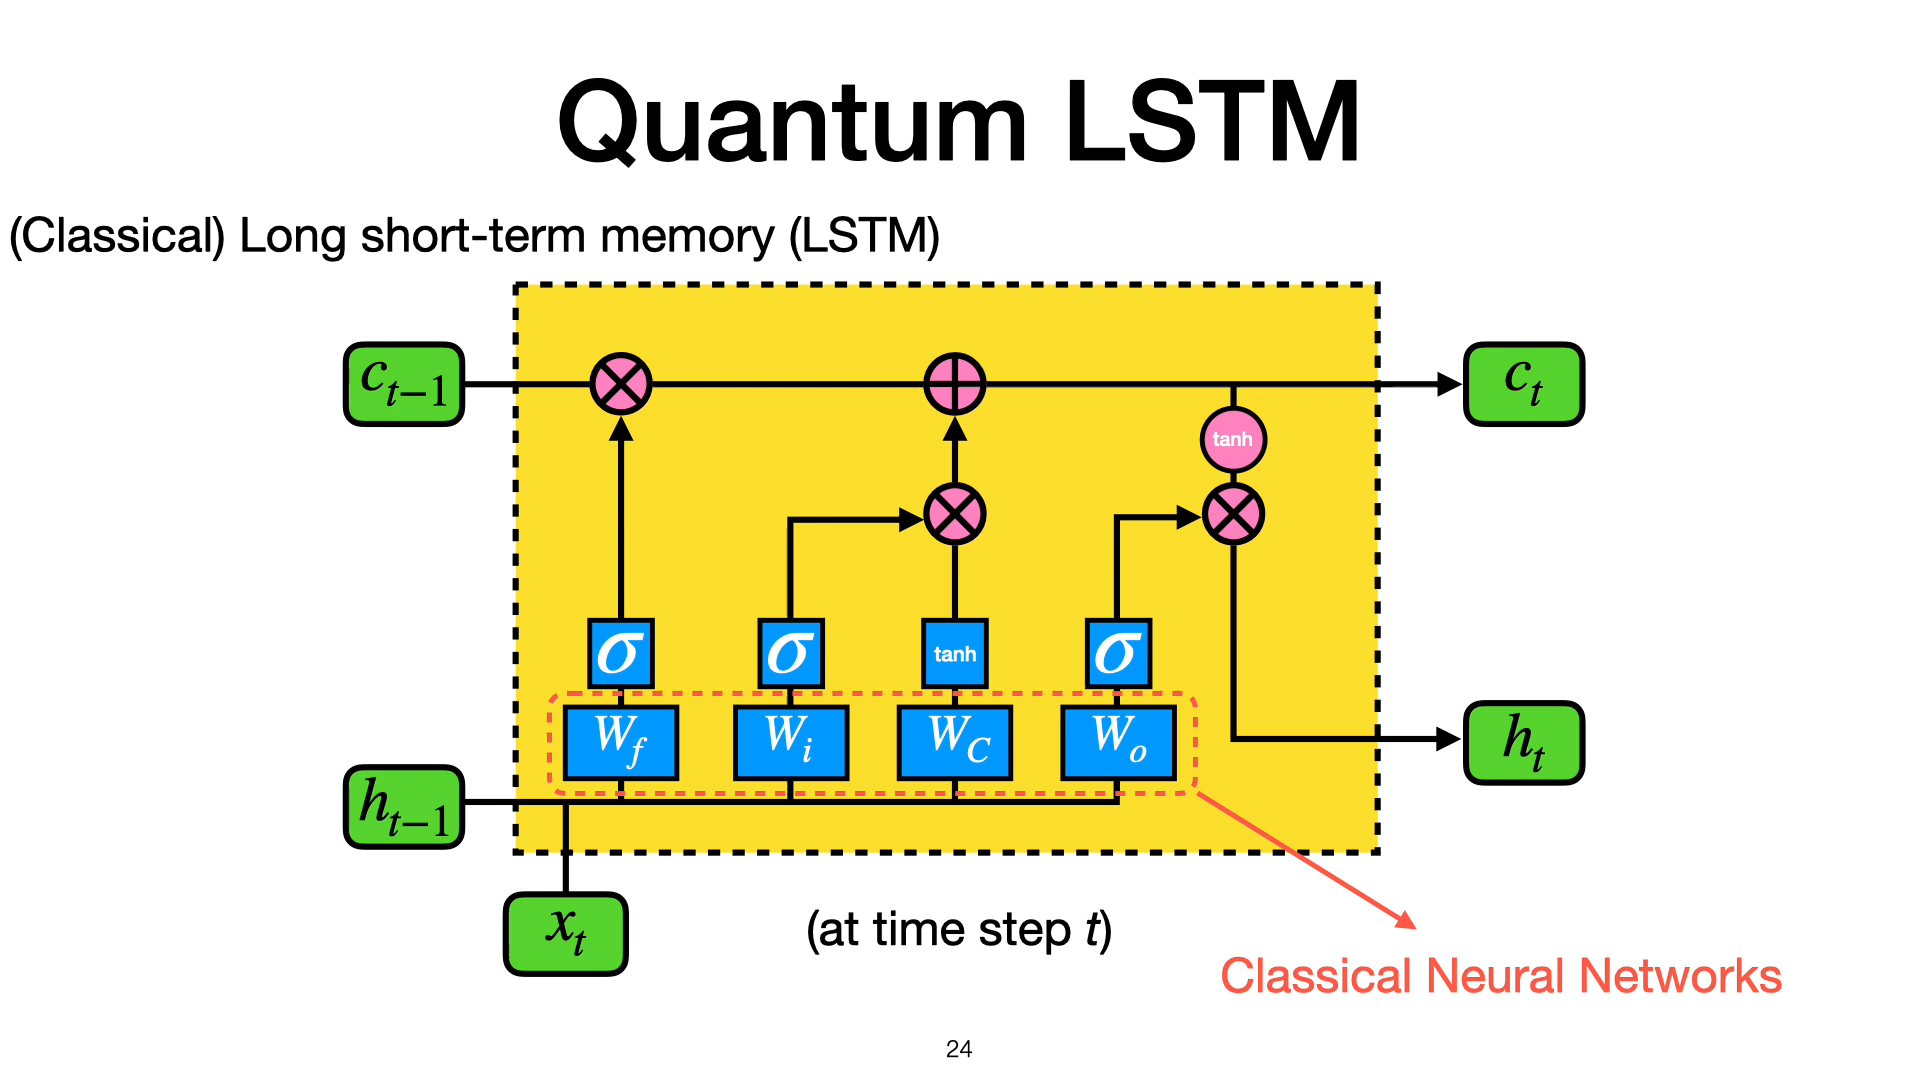 Quantum LSTM
(Classical) Long short-term memory (LSTM)
c_{t−1}
c_t
tanh
σ
σ
tanh
σ
W_f
W_i
W_C
W_o
h_t
h_{t−1}
x_t
(at time step t)
Classical Neural Networks
24